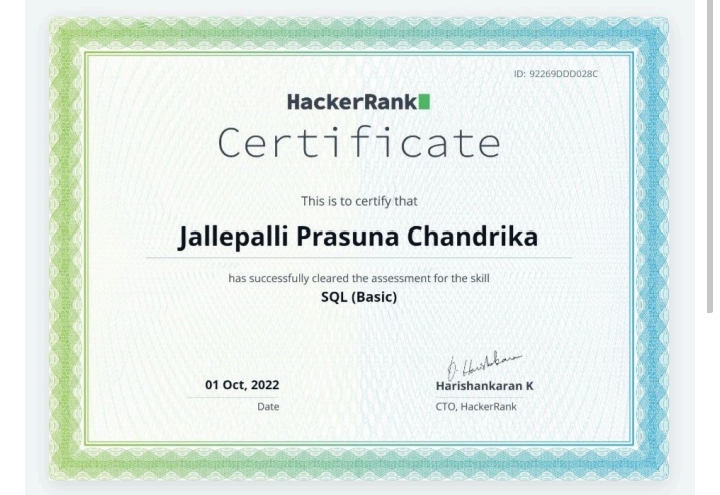 ID: 92269DDD028C
HackerRank
Certificate
This is to certify that
Jallepalli Prasuna Chandrika
has successfully cleared the assessment for the skill
SQL (Basic)
01 Oct, 2022
Date
Harishankaran K
CTO, HackerRank